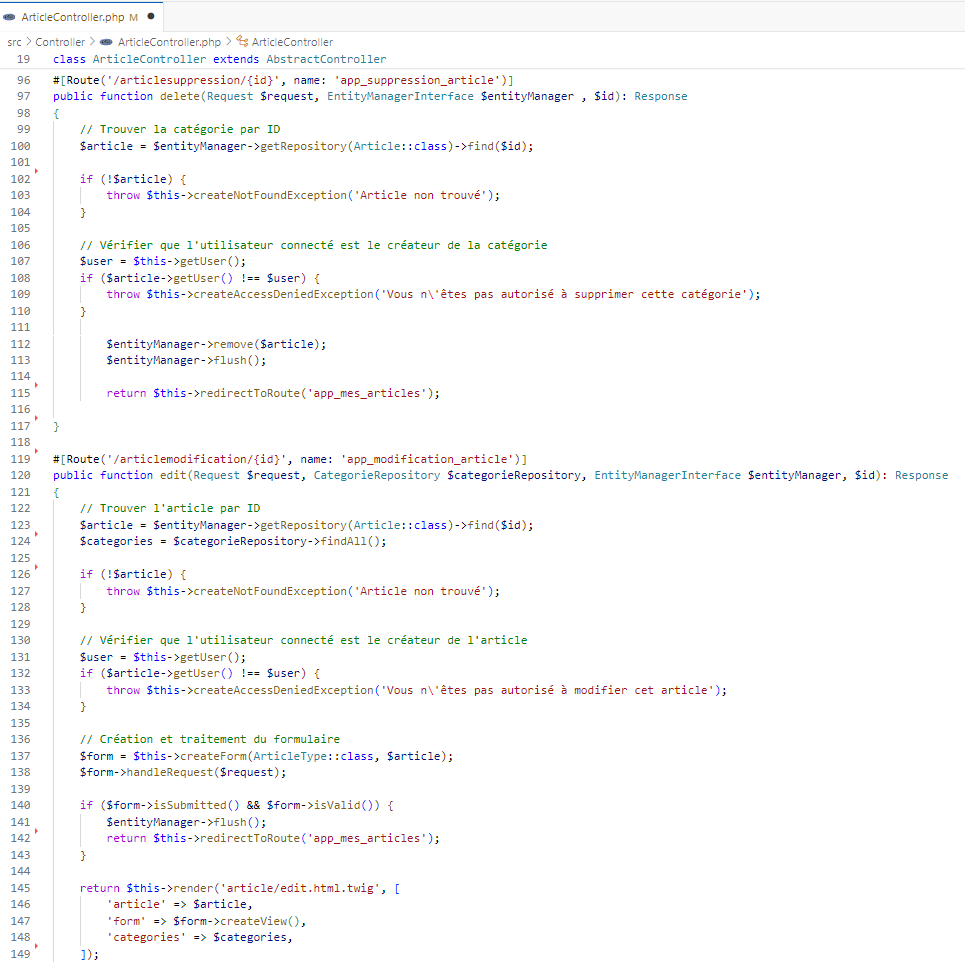 ArticleController.php M ●
src > Controller > ArticleController.php > ArticleController
19 class ArticleController extends AbstractController
96 #[Route('/articlesuppression/{id}', name: 'app_suppression_article')]
97 public function delete(Request $request, EntityManagerInterface $entityManager , $id): Response
98 {
99 // Trouver la catégorie par ID
100 $article = $entityManager->getRepository(Article::class)->find($id);
101
102 if (!$article) {
103 throw $this->createNotFoundException('Article non trouvé');
104 }
105
106 // Vérifier que l'utilisateur connecté est le créateur de la catégorie
107 $user = $this->getUser();
108 if ($article->getUser() !== $user) {
109 throw $this->createAccessDeniedException('Vous n\'êtes pas autorisé à supprimer cette catégorie');
110 }
111
112 $entityManager->remove($article);
113 $entityManager->flush();
114
115 return $this->redirectToRoute('app_mes_articles');
116
117 }
118
119 #[Route('/articlemodification/{id}', name: 'app_modification_article')]
120 public function edit(Request $request, CategorieRepository $categorieRepository, EntityManagerInterface $entityManager, $id): Response
121 {
122 // Trouver l'article par ID
123 $article = $entityManager->getRepository(Article::class)->find($id);
124 $categories = $categorieRepository->findAll();
125
126 if (!$article) {
127 throw $this->createNotFoundException('Article non trouvé');
128 }
129
130 // Vérifier que l'utilisateur connecté est le créateur de l'article
131 $user = $this->getUser();
132 if ($article->getUser() !== $user) {
133 throw $this->createAccessDeniedException('Vous n\'êtes pas autorisé à modifier cet article');
134 }
135
136 // Création et traitement du formulaire
137 $form = $this->createForm(ArticleType::class, $article);
138 $form->handleRequest($request);
139
140 if ($form->isSubmitted() && $form->isValid()) {
141 $entityManager->flush();
142 return $this->redirectToRoute('app_mes_articles');
143 }
144
145 return $this->render('article/edit.html.twig', [
146 'article' => $article,
147 'form' => $form->createView(),
148 'categories' => $categories,
149 ]);